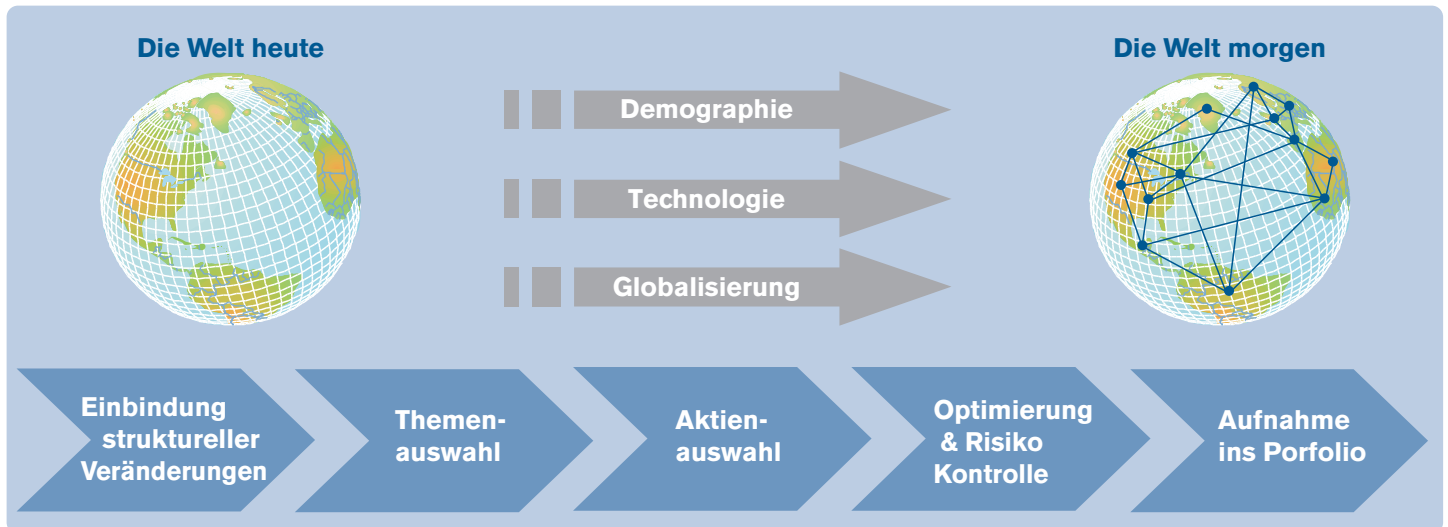 Die Welt heute
Die Welt morgen
Demographie
Technologie
Globalisierung
Einbindung
struktureller
Veränderungen
Themen-
auswahl
Aktien-
auswahl
Optimierung
& Risiko
Kontrolle
Aufnahme
ins Porfolio